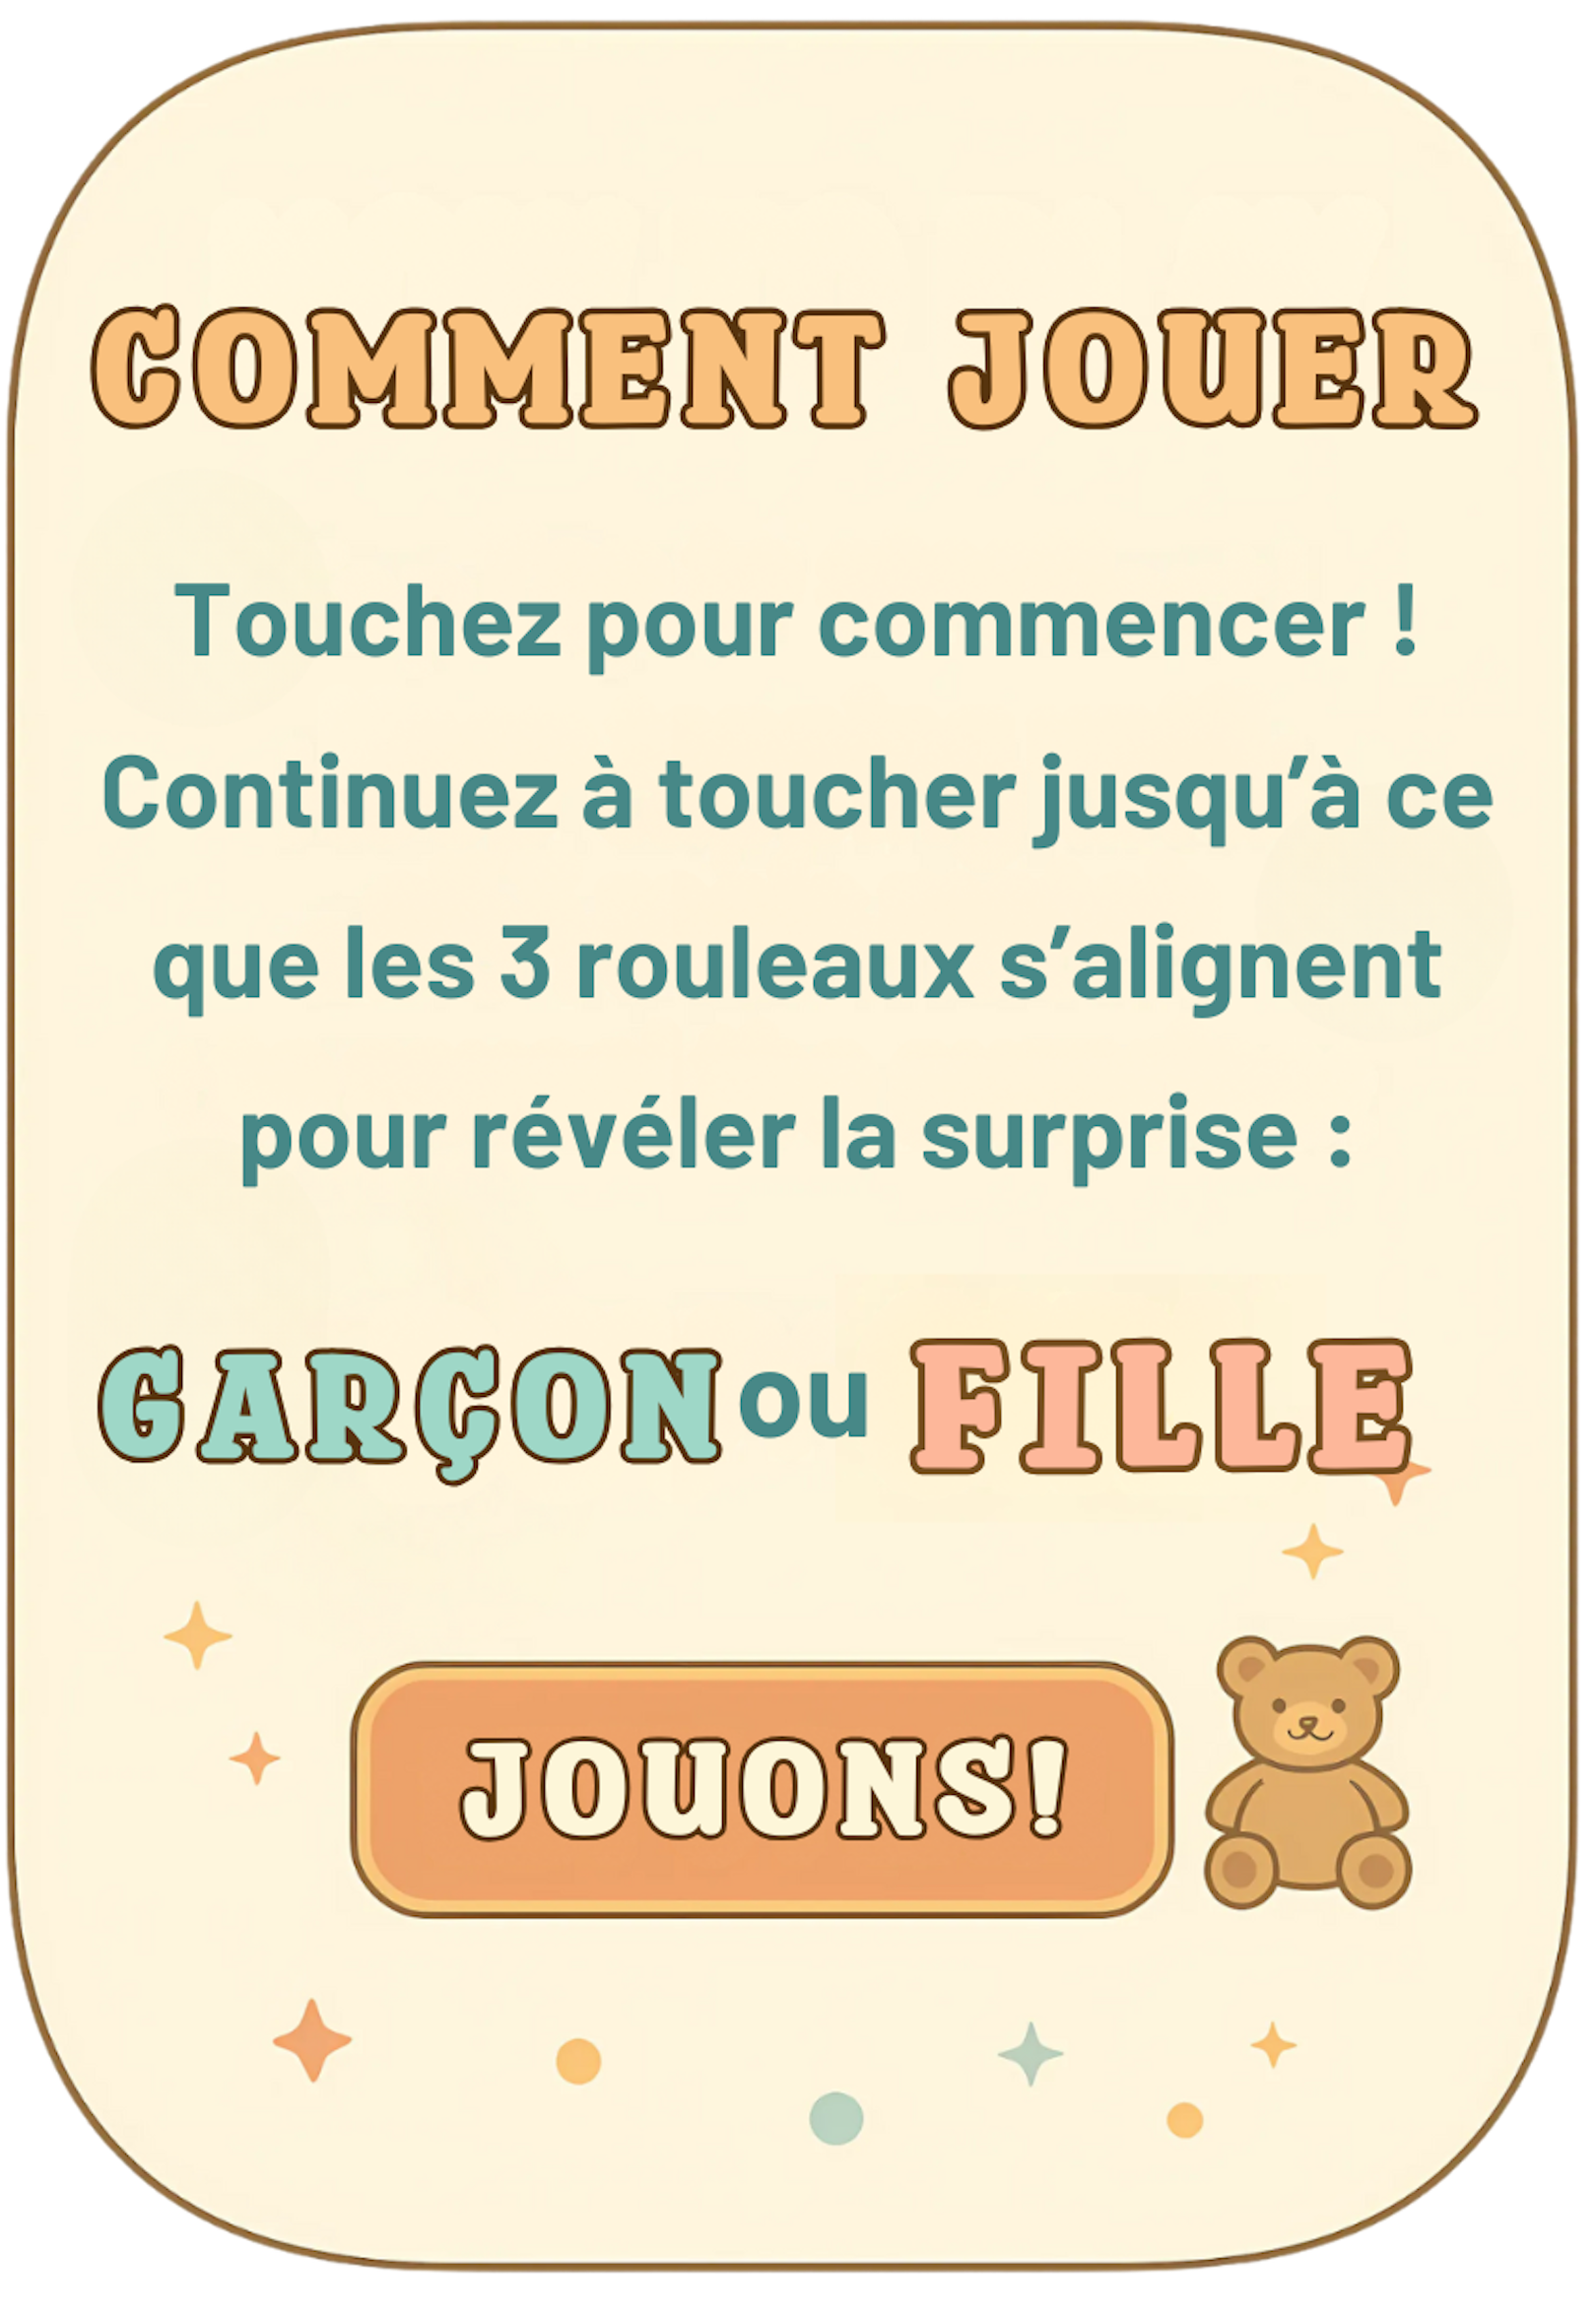 COMMENT JOUER
Touchez pour commencer !
Continuez à toucher jusqu’à ce
que les 3 rouleaux s’alignent
pour révéler la surprise :
GARÇON ou FILLE
JOUONS!